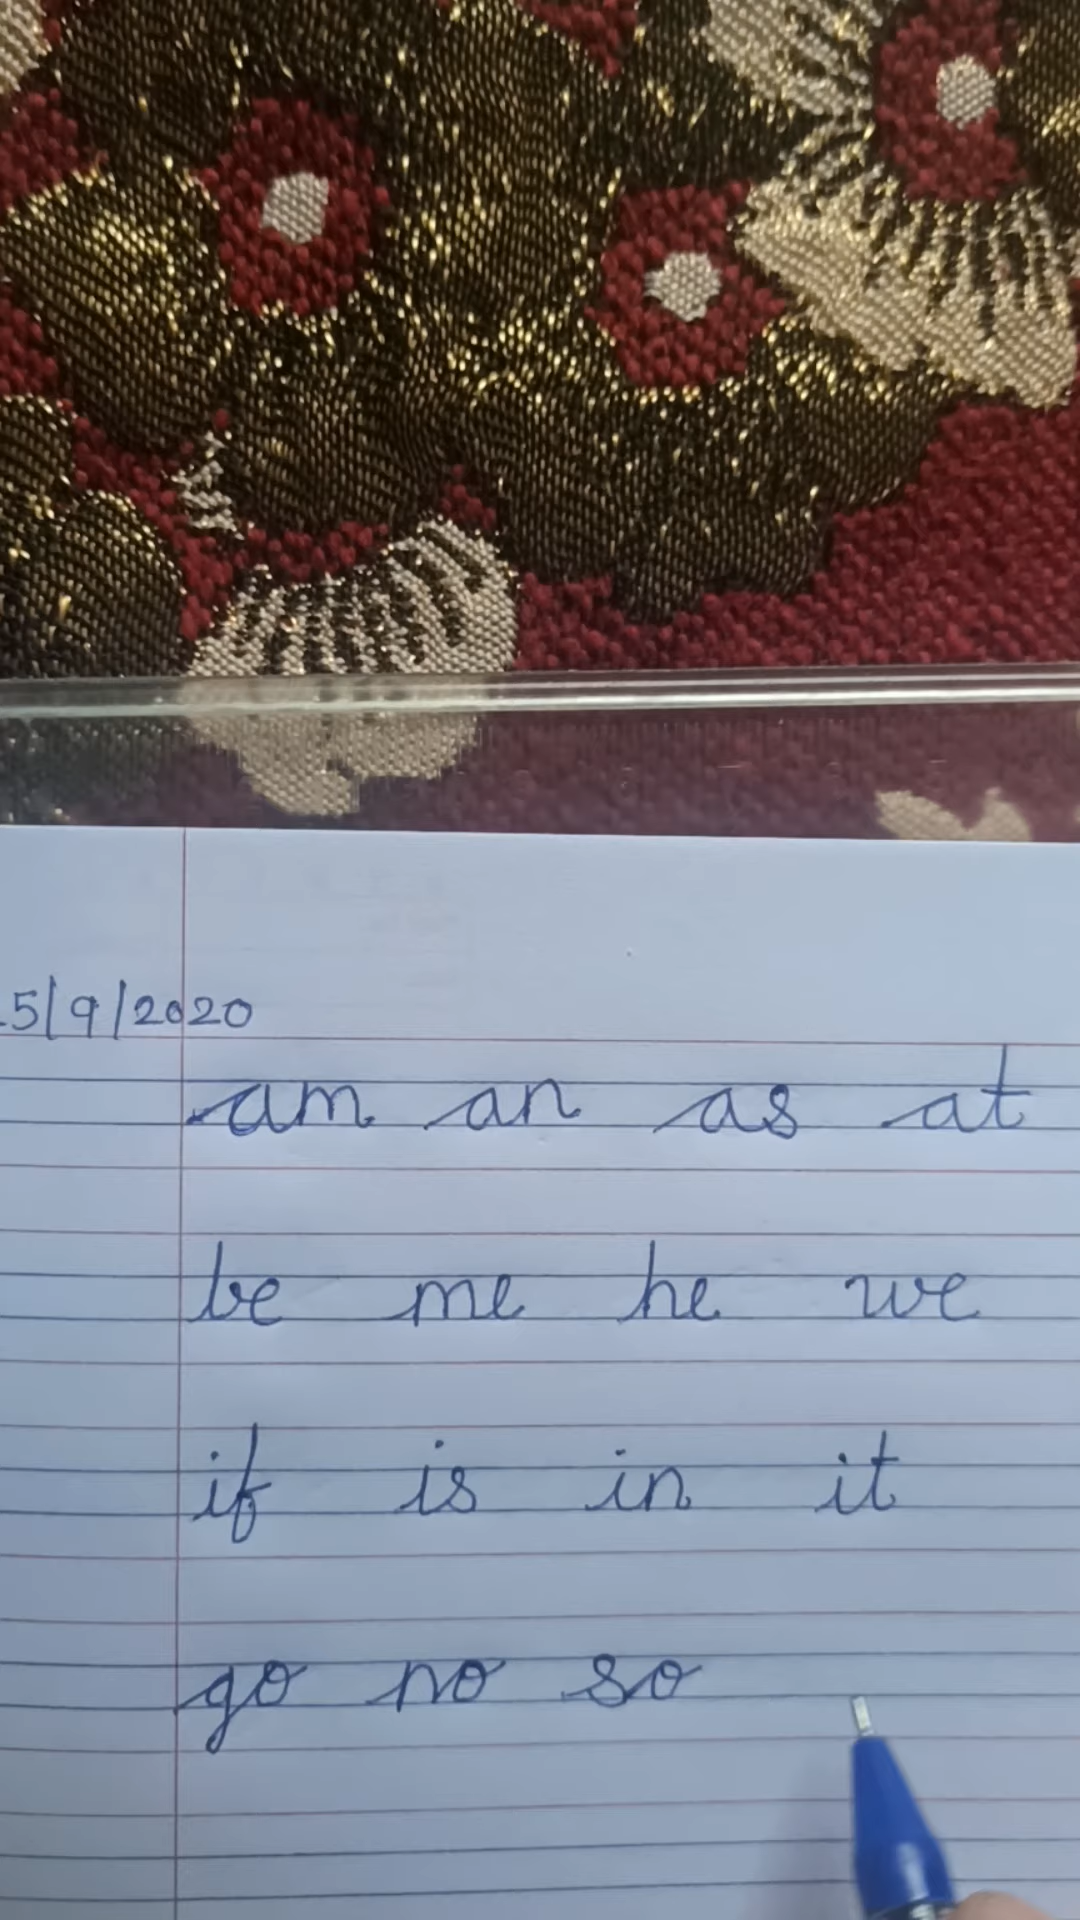 5/9/2020
am an as at
be me he we
if is in it
go no so